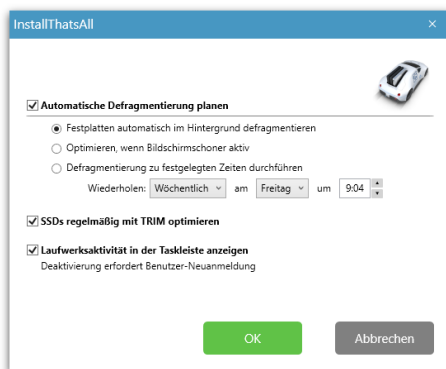 InstallThatsAll
Automatische Defragmentierung planen
Festplatten automatisch im Hintergrund defragmentieren
Optimieren, wenn Bildschirmschoner aktiv
Defragmentierung zu festgelegten Zeiten durchführen
Wiederholen: Wöchentlich am Freitag um 9:04
SSDs regelmäßig mit TRIM optimieren
Laufwerksaktivität in der Taskleiste anzeigen
Deaktivierung erfordert Benutzer-Neuanmeldung
OK Abbrechen